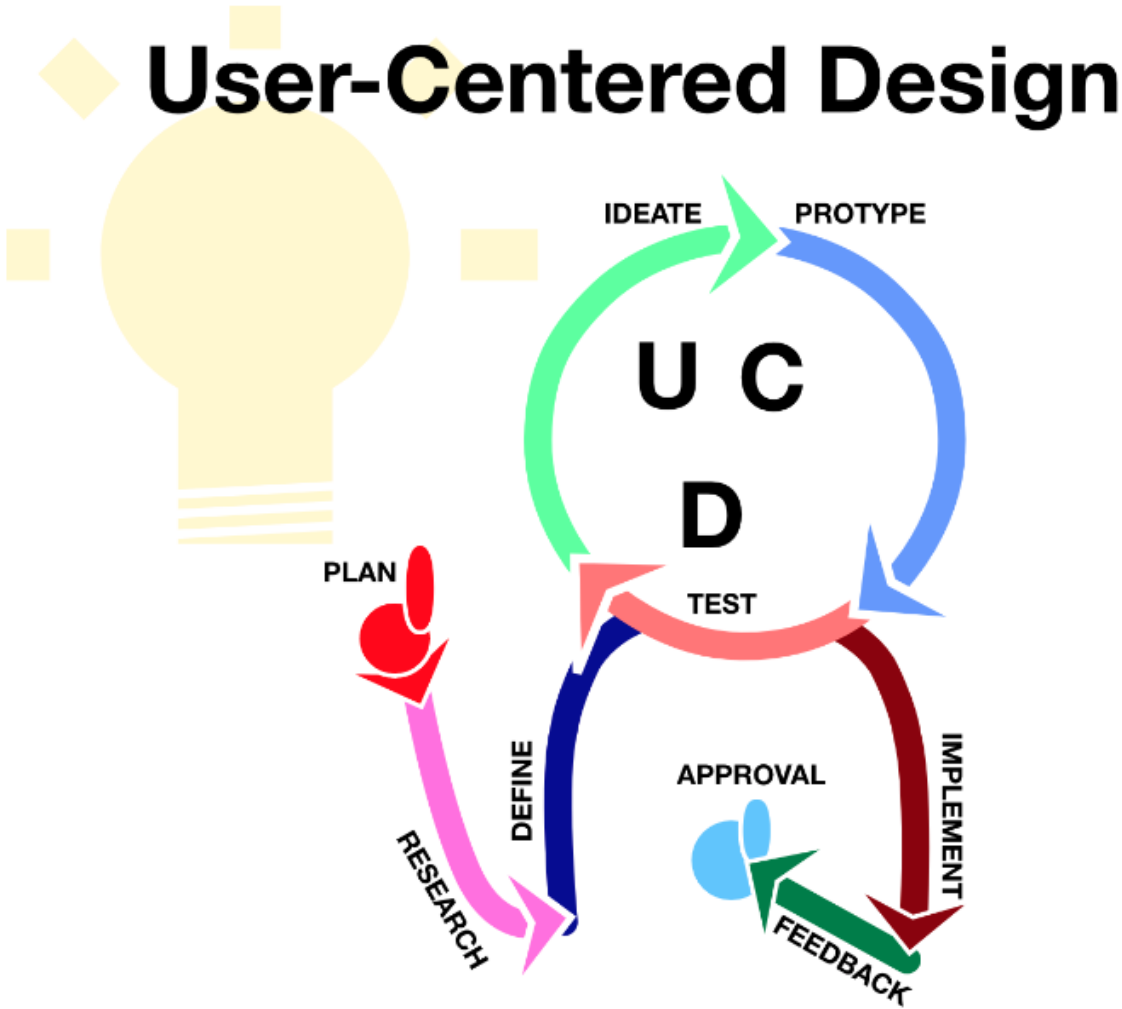 User-Centered Design
IDEATE
PROTYPE
U C
D
TEST
PLAN
RESEARCH
DEFINE
IMPLEMENT
APPROVAL
FEEDBACK